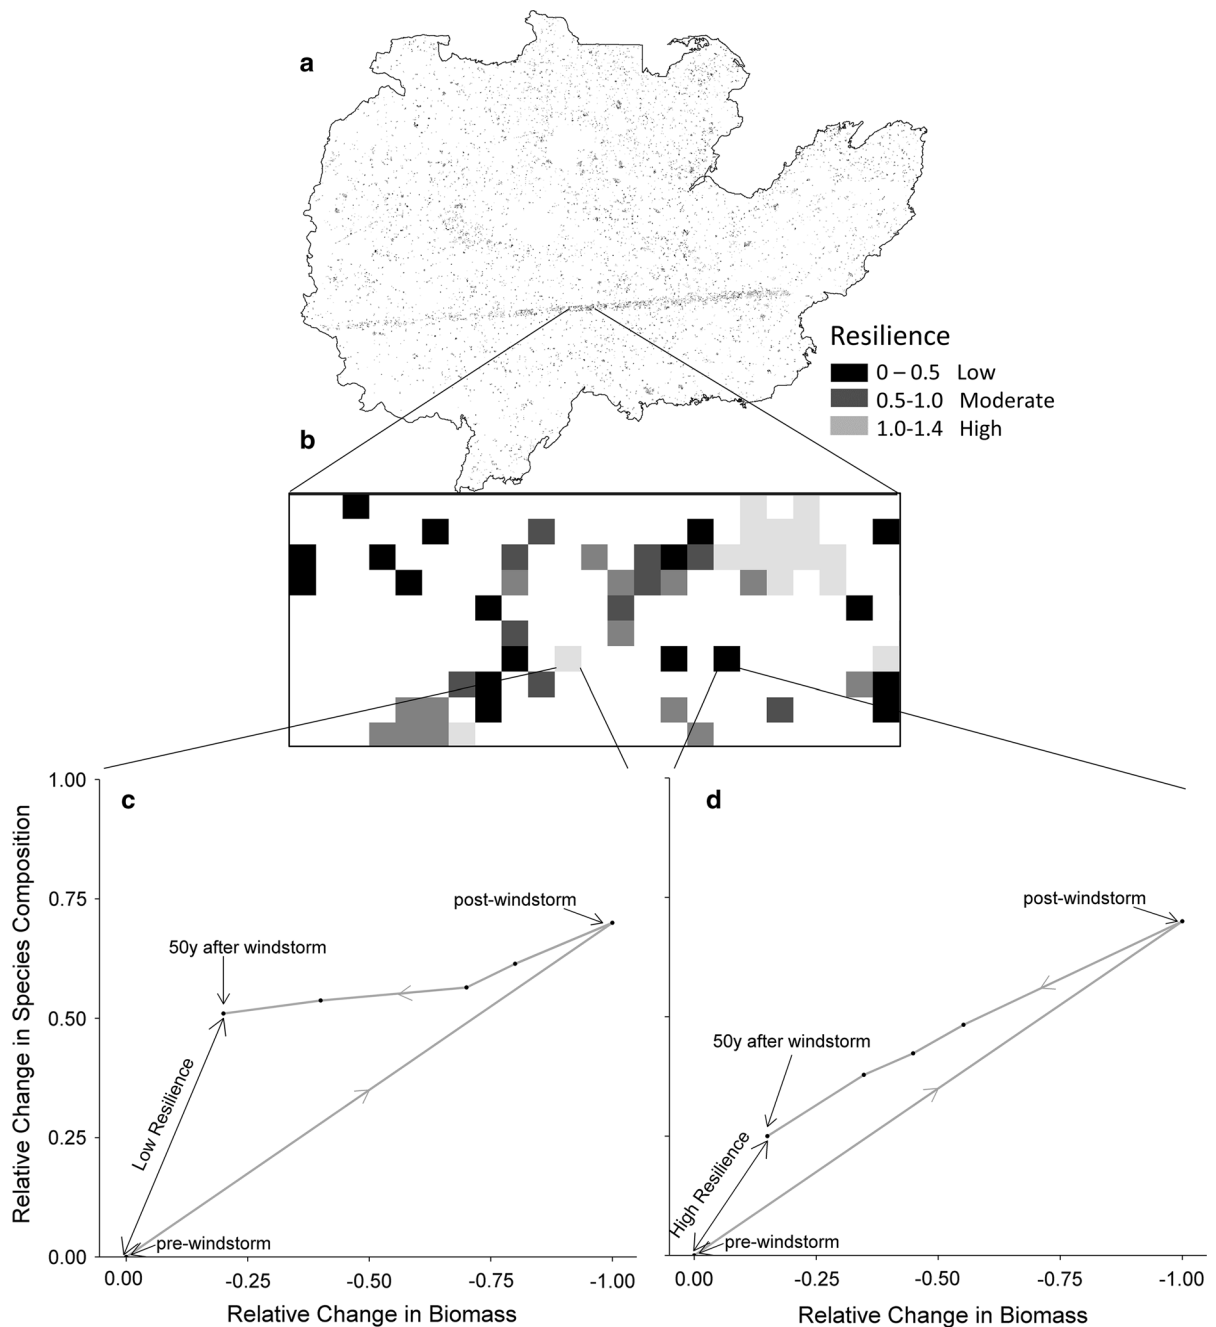 a
Resilience
0 – 0.5 Low
0.5-1.0 Moderate
1.0-1.4 High
b
c
1.00
0.75
0.50
0.25
0.00
Relative Change in Species Composition
post-windstorm
50y after windstorm
Low Resilience
pre-windstorm
0.00 -0.25 -0.50 -0.75 -1.00
Relative Change in Biomass
d
post-windstorm
50y after windstorm
High Resilience
pre-windstorm
0.00 -0.25 -0.50 -0.75 -1.00
Relative Change in Biomass